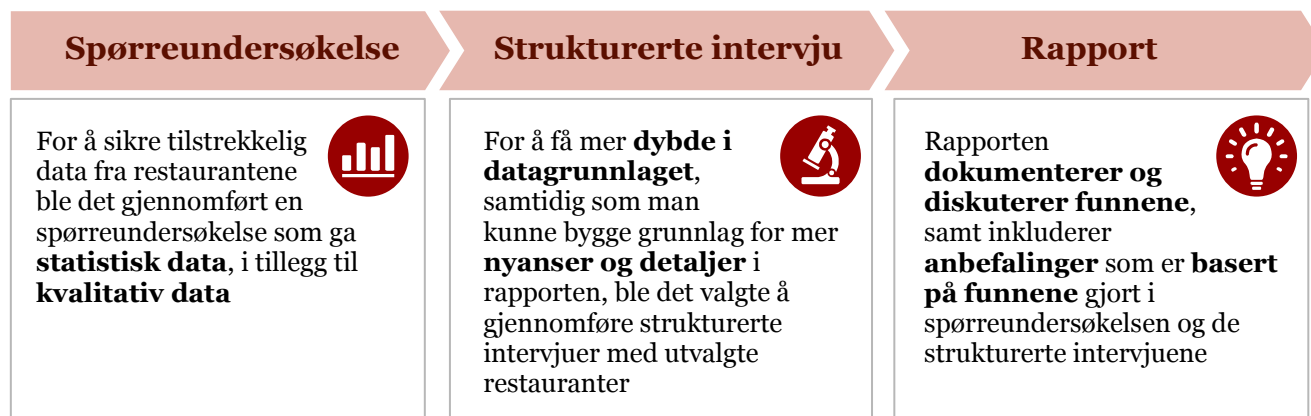 Spørreundersøkelse
For å sikre tilstrekkelig
data fra restaurantene
ble det gjennomført en
spørreundersøkelse som ga
statistisk data, i tillegg til
kvalitativ data
Strukturerte intervju
For å få mer dybde i
datagrunnlaget,
samtidig som man
kunne bygge grunnlag for mer
nyanser og detaljer i
rapporten, ble det valgte å
gjennomføre strukturerte
intervjuer med utvalgte
restauranter
Rapport
Rapporten
dokumenterer og
diskuterer funnene,
samt inkluderer
anbefalinger som er basert
på funnene gjort i
spørreundersøkelsen og de
strukturerte intervjuene